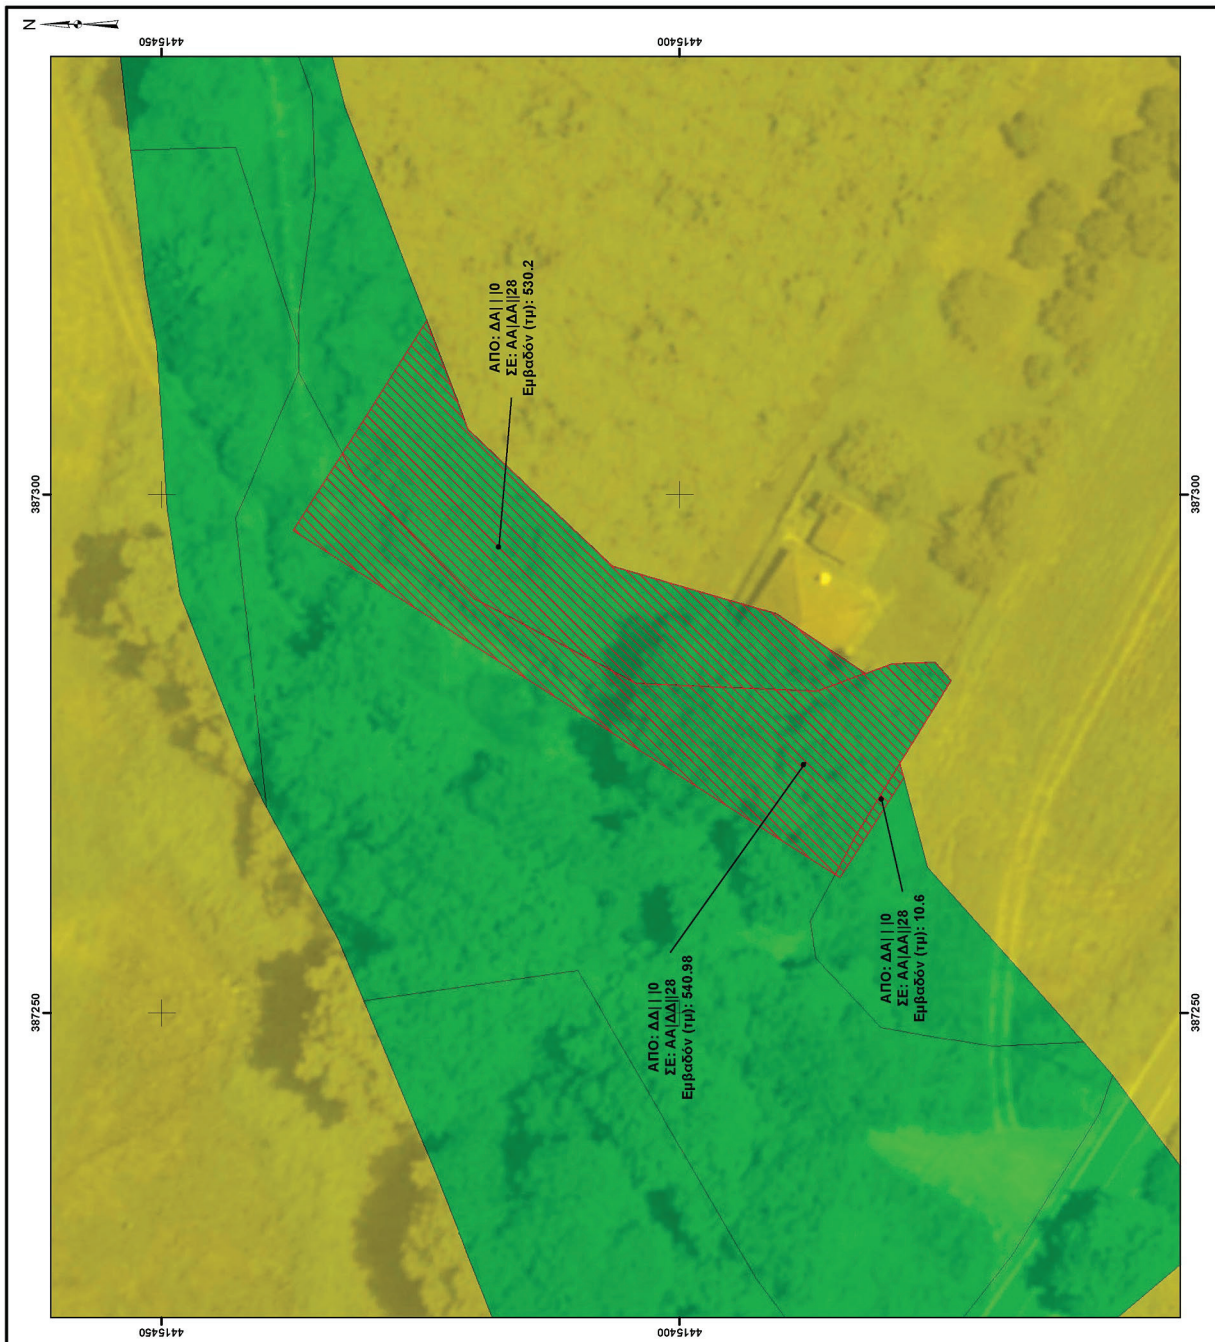 N
4415450
4415400
387300
387300
387250
387250
4415450
4415400
ΑΠΟ: ΔΑ| | |0
ΣΕ: ΑΑ|ΔΑ||28
Εμβαδόν (τμ): 530.2
ΑΠΟ: ΔΔ| | |0
ΣΕ: ΑΑ|ΔΔ||28
Εμβαδόν (τμ): 540.98
ΑΠΟ: ΔΑ| | |0
ΣΕ: ΑΑ|ΔΑ||28
Εμβαδόν (τμ): 10.6